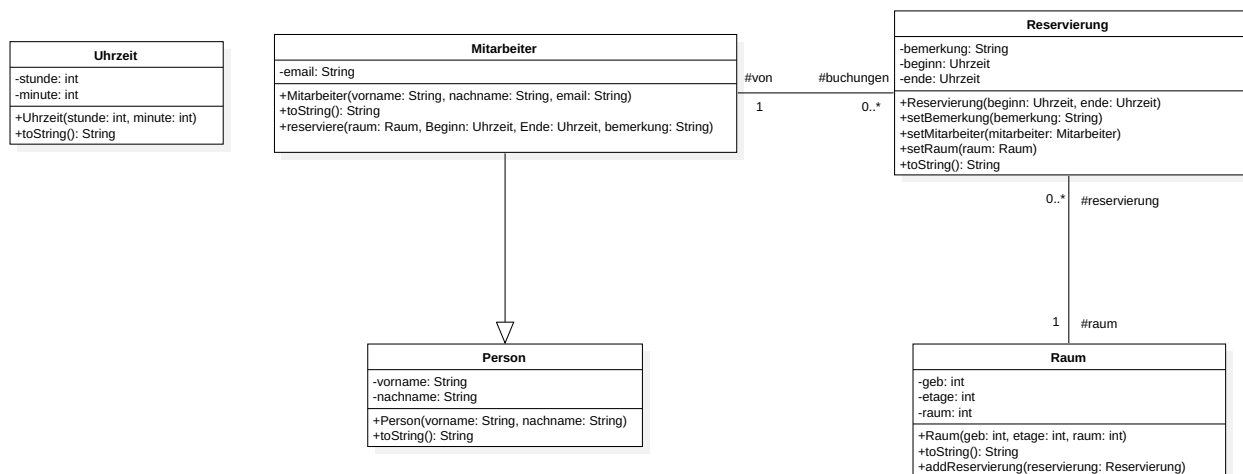 Uhrzeit
-stunde: int
-minute: int
+Uhrzeit(stunde: int, minute: int)
+toString(): String
Mitarbeiter
-email: String
+Mitarbeiter(vorname: String, nachname: String, email: String)
+toString(): String
+reserviere(raum: Raum, Beginn: Uhrzeit, Ende: Uhrzeit, bemerkung: String)
#von
#buchungen
1
0..*
Reservierung
-bemerkung: String
-beginn: Uhrzeit
-ende: Uhrzeit
+Reservierung(beginn: Uhrzeit, ende: Uhrzeit)
+setBemerkung(bemerkung: String)
+setMitarbeiter(mitarbeiter: Mitarbeiter)
+setRaum(raum: Raum)
+toString(): String
0..*
#reservierung
1
#raum
Person
-vorname: String
-nachname: String
+Person(vorname: String, nachname: String)
+toString(): String
Raum
-geb: int
-etage: int
-raum: int
+Raum(geb: int, etage: int, raum: int)
+toString(): String
+addReservierung(reservierung: Reservierung)